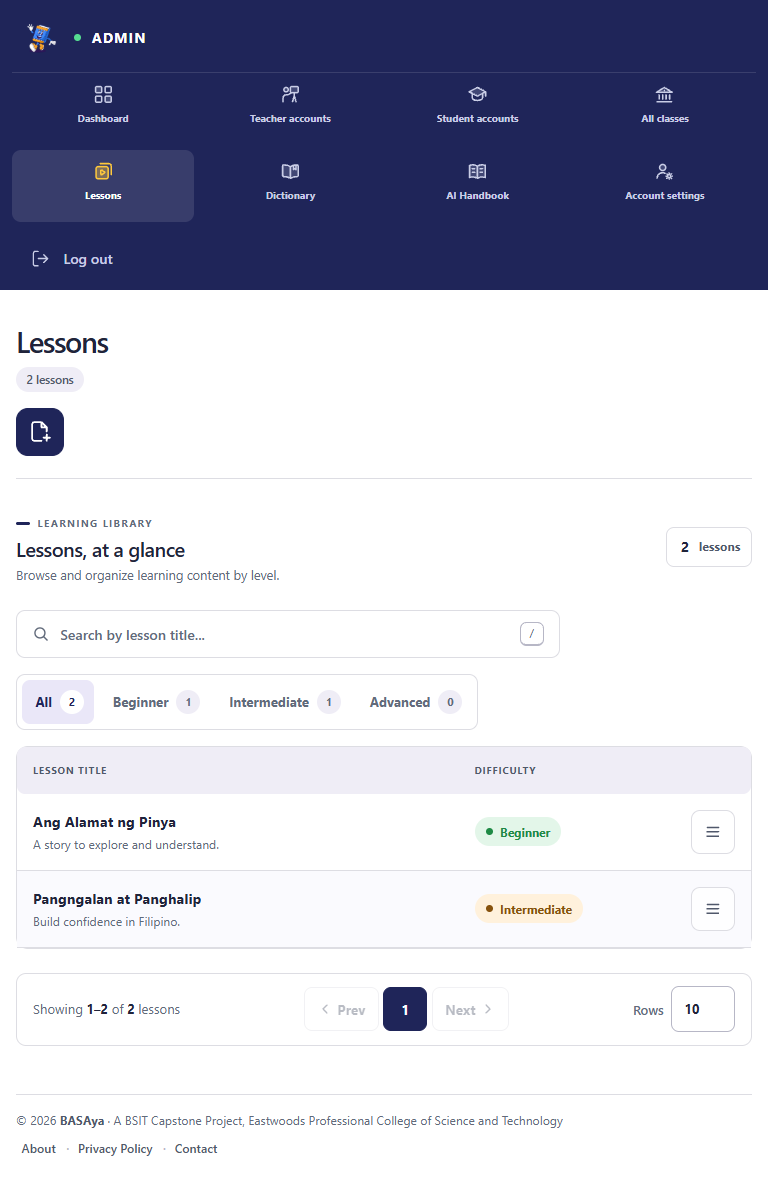 ADMIN
Dashboard
Teacher accounts
Student accounts
All classes
Lessons
Dictionary
AI Handbook
Account settings
Log out
Lessons
2 lessons
LEARNING LIBRARY
Lessons, at a glance
Browse and organize learning content by level.
2 lessons
Search by lesson title...
/
All 2
Beginner 1
Intermediate 1
Advanced 0
LESSON TITLE
DIFFICULTY
Ang Alamat ng Pinya
A story to explore and understand.
Beginner
Pangngalan at Panghalip
Build confidence in Filipino.
Intermediate
Showing 1–2 of 2 lessons
Prev
1
Next
Rows
10
© 2026 BASAya · A BSIT Capstone Project, Eastwoods Professional College of Science and Technology
About · Privacy Policy · Contact